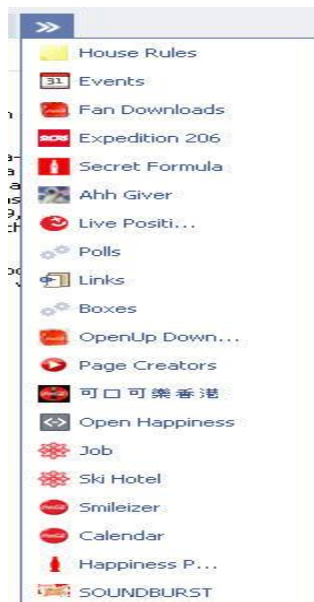 »
House Rules
31 Events
Fan Downloads
Expedition 206
Secret Formula
Ahh Giver
Live Positi...
Polls
Links
Boxes
OpenUp Down...
Page Creators
可口可樂香港
Open Happiness
Job
Ski Hotel
Smileizer
Calendar
Happiness P...
SOUNDBURST